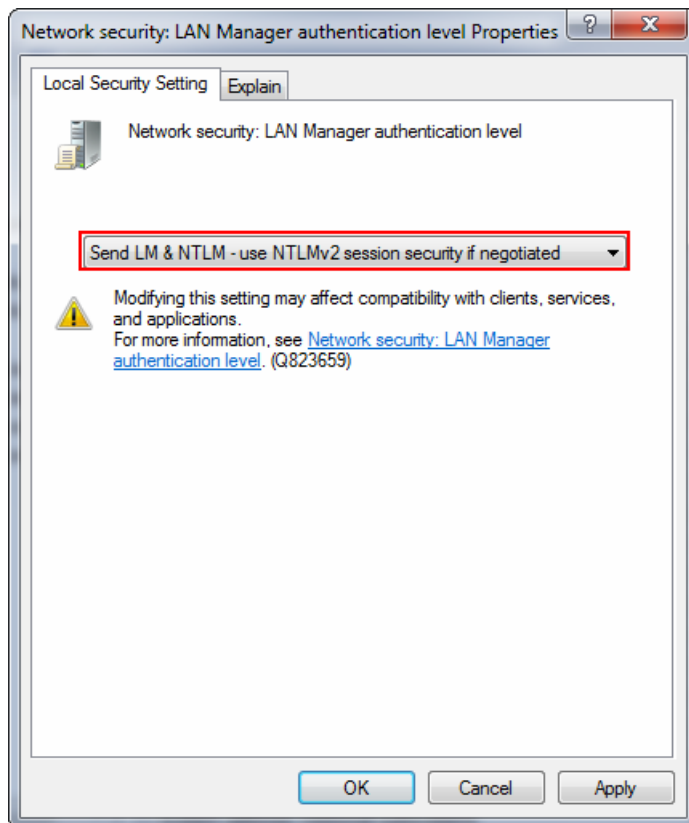 Network security: LAN Manager authentication level Properties
Local Security Setting
Explain
Network security: LAN Manager authentication level
Send LM & NTLM - use NTLMv2 session security if negotiated
Modifying this setting may affect compatibility with clients, services,
and applications.
For more information, see Network security: LAN Manager
authentication level. (Q823659)
OK
Cancel
Apply